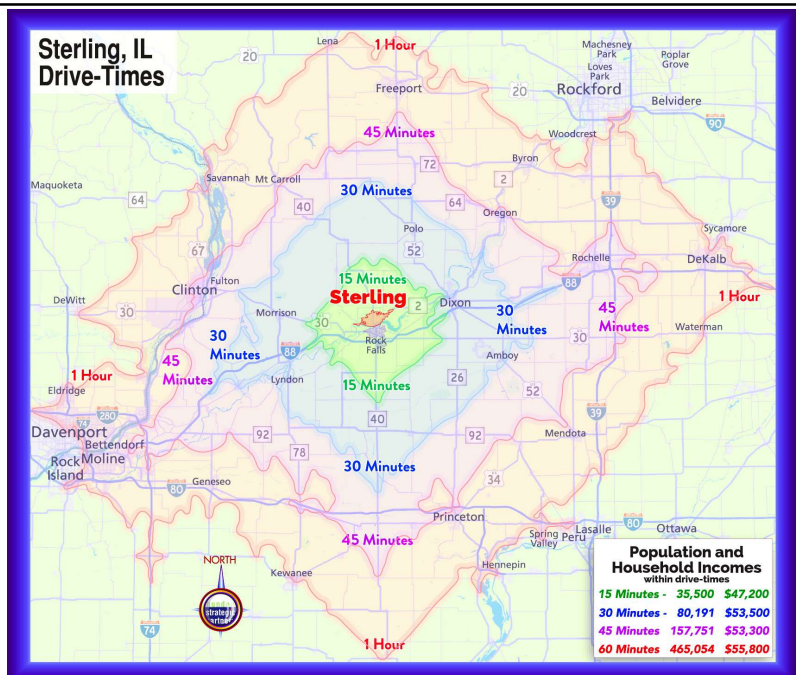 Sterling, IL
Drive-Times
Lena
1 Hour
20
Machesney
Park
Poplar
Grove
Loves
Park
Freeport
Rockford
20
Belvidere
90
45 Minutes
Woodcrest
Savannah
Mt Carroll
72
Byron
Maquoketa
30 Minutes
2
39
64
40
64
Oregon
Polo
Sycamore
52
67
Rochelle
DeKalb
15 Minutes
Fulton
Clinton
Sterling
88
1 Hour
DeWitt
2
Dixon
30
Morrison
30
30
Minutes
45
Minutes
Waterman
30
Minutes
Rock
Falls
30
45
Minutes
88
Amboy
1 Hour
Lyndon
15 Minutes
26
52
Eldridge
39
74
280
40
Davenport
92
92
Mendota
Bettendorf
78
Rock
Island
Moline
30 Minutes
34
80
Geneseo
Princeton
45 Minutes
Spring
Valley
Peru
Lasalle
80
Ottawa
NORTH
Kewanee
Hennepin
strategic
74
1 Hour
Population and
Household Incomes
within drive-times
15 Minutes - 35,500 $47,200
30 Minutes - 80,191 $53,500
45 Minutes 157,751 $53,300
60 Minutes 465,054 $55,800